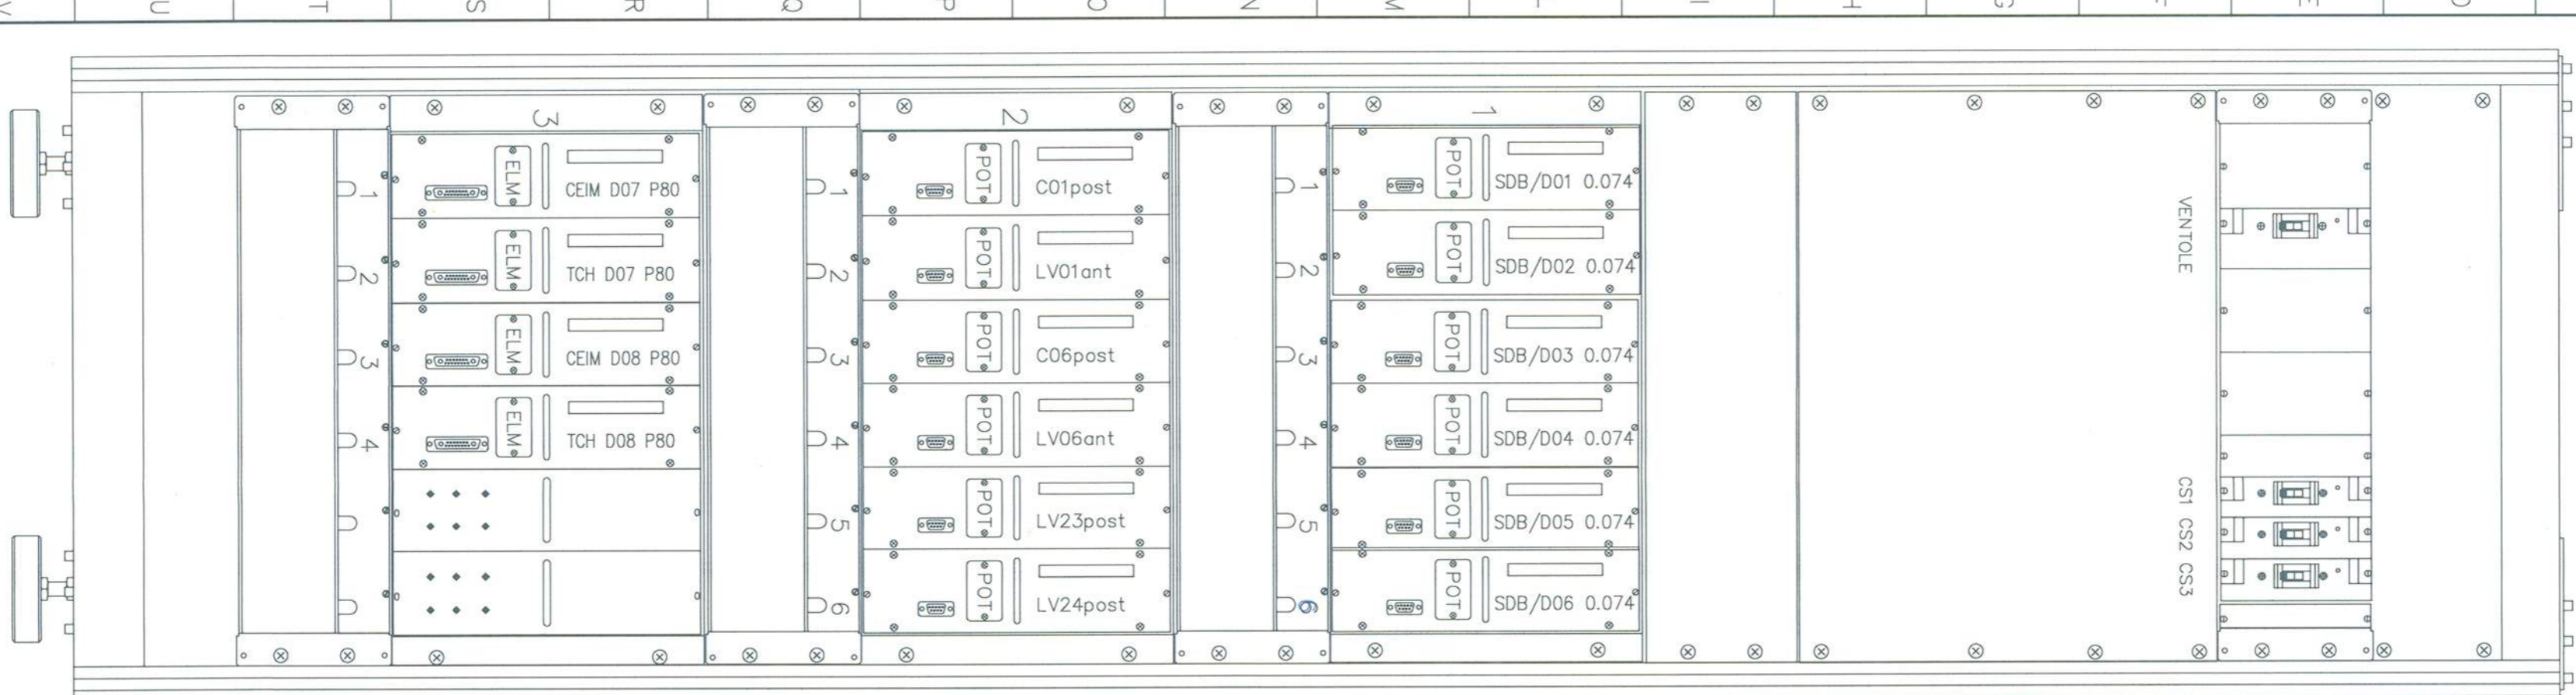 U T S R Q P O N M L I H G F E D
3
ELM CEIM D07 P80
ELM TCH D07 P80
ELM CEIM D08 P80
ELM TCH D08 P80
1
2
3
4
2
POT C01post
POT LV01ant
POT C06post
POT LV06ant
POT LV23post
POT LV24post
1
2
3
4
5
6
1
POT SDB/D01 0.074
POT SDB/D02 0.074
POT SDB/D03 0.074
POT SDB/D04 0.074
POT SDB/D05 0.074
POT SDB/D06 0.074
1
2
3
4
5
6
VENTOLE
CS1 CS2 CS3